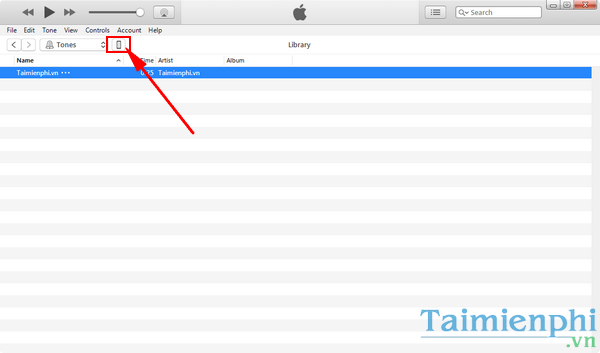 Search
File Edit Tone View Controls Account Help
Tones Library
Name Time Artist Album
Taimienphi.vn ••• Taimienphi.vn
Taimienphi
.vn